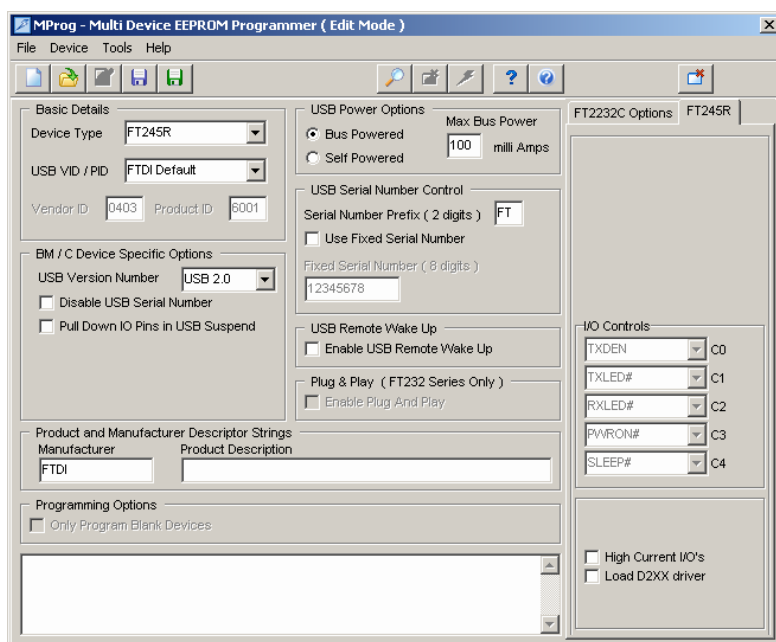 MProg - Multi Device EEPROM Programmer ( Edit Mode )
File Device Tools Help
Basic Details
Device Type FT245R
USB VID / PID FTDI Default
Vendor ID 0403 Product ID 6001
BM / C Device Specific Options
USB Version Number USB 2.0
Disable USB Serial Number
Pull Down IO Pins in USB Suspend
USB Power Options
Bus Powered
Self Powered
Max Bus Power
100 milli Amps
USB Serial Number Control
Serial Number Prefix ( 2 digits ) FT
Use Fixed Serial Number
Fixed Serial Number ( 8 digits )
12345678
USB Remote Wake Up
Enable USB Remote Wake Up
Plug & Play ( FT232 Series Only )
Enable Plug And Play
Product and Manufacturer Descriptor Strings
Manufacturer Product Description
FTDI
Programming Options
Only Program Blank Devices
FT2232C Options FT245R
I/O Controls
TXDEN C0
TXLED# C1
RXLED# C2
PWRON# C3
SLEEP# C4
High Current I/O's
Load D2XX driver